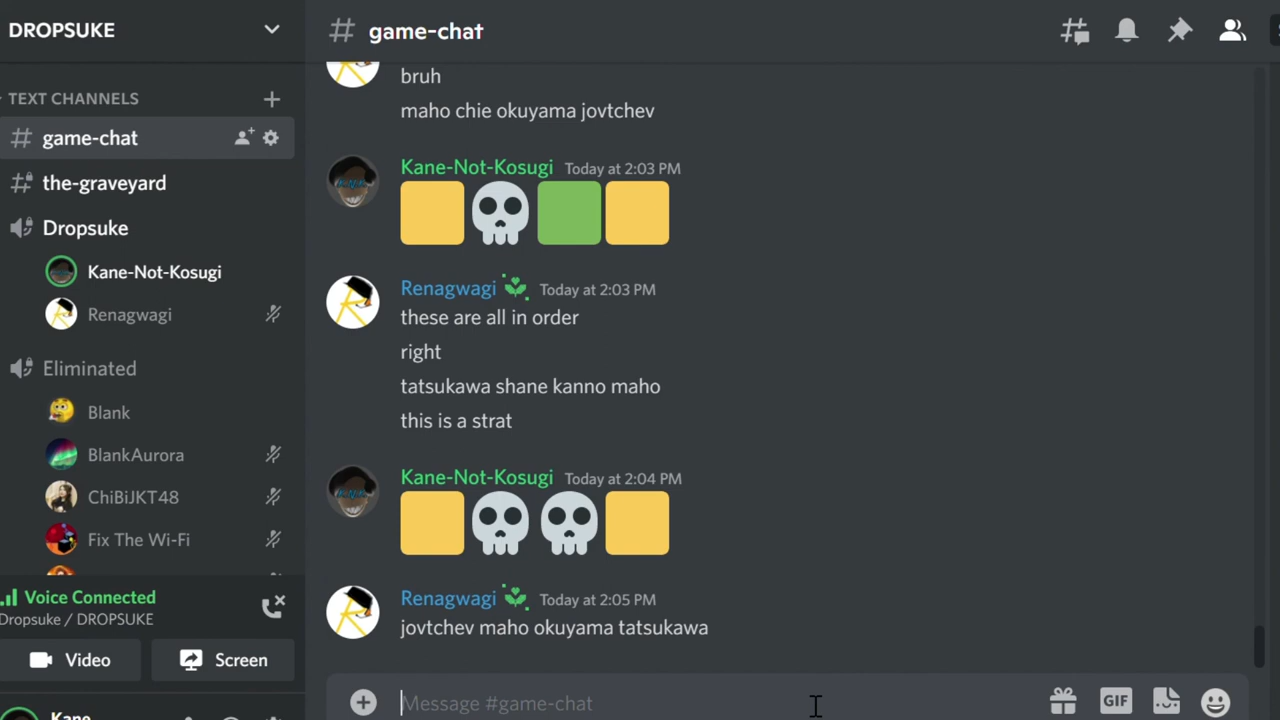 DROPSUKE
TEXT CHANNELS
game-chat
the-graveyard
Dropsuke
Kane-Not-Kosugi
Renagwagi
Eliminated
Blank
BlankAurora
ChiBiJKT48
Fix The Wi-Fi
Voice Connected
Dropsuke / DROPSUKE
Video
Screen
Kane
# game-chat
bruh
maho chie okuyama jovtchev
Kane-Not-Kosugi Today at 2:03 PM
Renagwagi Today at 2:03 PM
these are all in order
right
tatsukawa shane kanno maho
this is a strat
Kane-Not-Kosugi Today at 2:04 PM
Renagwagi Today at 2:05 PM
jovtchev maho okuyama tatsukawa
Message #game-chat
GIF